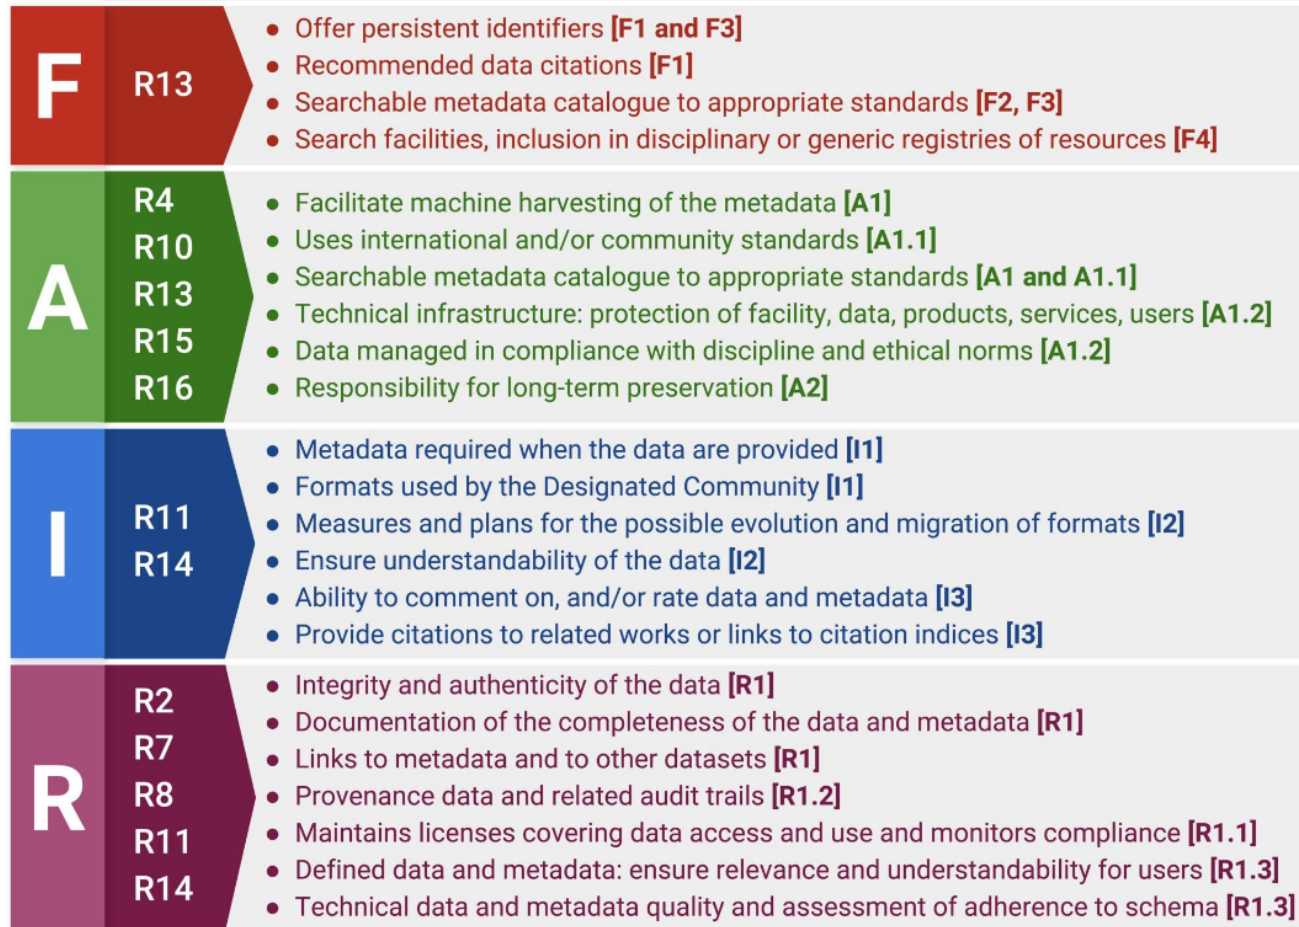 F
R13
• Offer persistent identifiers [F1 and F3]
• Recommended data citations [F1]
• Searchable metadata catalogue to appropriate standards [F2, F3]
• Search facilities, inclusion in disciplinary or generic registries of resources [F4]
A
R4
R10
R13
R15
R16
• Facilitate machine harvesting of the metadata [A1]
• Uses international and/or community standards [A1.1]
• Searchable metadata catalogue to appropriate standards [A1 and A1.1]
• Technical infrastructure: protection of facility, data, products, services, users [A1.2]
• Data managed in compliance with discipline and ethical norms [A1.2]
• Responsibility for long-term preservation [A2]
I
R11
R14
• Metadata required when the data are provided [I1]
• Formats used by the Designated Community [I1]
• Measures and plans for the possible evolution and migration of formats [I2]
• Ensure understandability of the data [I2]
• Ability to comment on, and/or rate data and metadata [I3]
• Provide citations to related works or links to citation indices [I3]
R
R2
R7
R8
R11
R14
• Integrity and authenticity of the data [R1]
• Documentation of the completeness of the data and metadata [R1]
• Links to metadata and to other datasets [R1]
• Provenance data and related audit trails [R1.2]
• Maintains licenses covering data access and use and monitors compliance [R1.1]
• Defined data and metadata: ensure relevance and understandability for users [R1.3]
• Technical data and metadata quality and assessment of adherence to schema [R1.3]